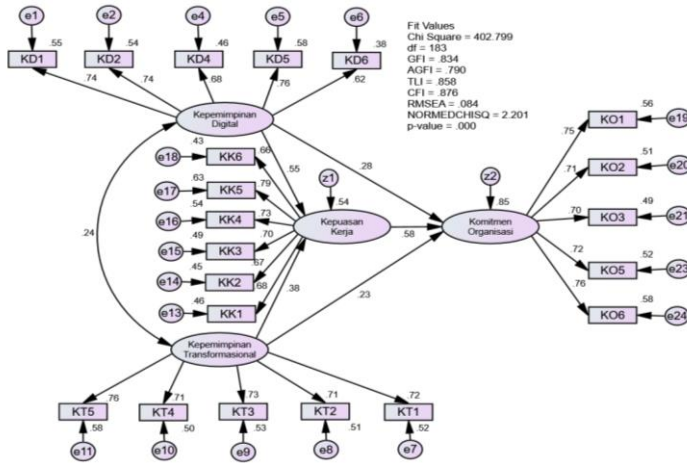 e1
e2
e4
e5
e6
.55
.54
.46
.58
.38
KD1
KD2
KD4
KD5
KD6
.74
.74
.68
.76
.62
Kepemimpinan
Digital
Fit Values
Chi Square = 402.799
df = 183
GFI = .834
AGFI = .790
TLI = .858
CFI = .876
RMSEA = .084
NORMEDCHISQ = 2.201
p-value = .000
.43
e18
KK6
.66
.55
.28
.63
e17
KK5
.79
.54
e16
KK4
.73
.49
e15
KK3
.70
.45
e14
KK2
.67
.46
e13
KK1
.68
.24
z1
.54
Kepuasan
Kerja
.58
.38
.23
z2
.85
Komitmen
Organisasi
.75
KO1
.56
e19
.71
KO2
.51
e20
.70
KO3
.49
e21
.72
KO5
.52
e23
.76
KO6
.58
e24
Kepemimpinan
Transformasional
.76
.71
.73
.71
.72
KT5
KT4
KT3
KT2
KT1
.58
.50
.53
.51
.52
e11
e10
e9
e8
e7